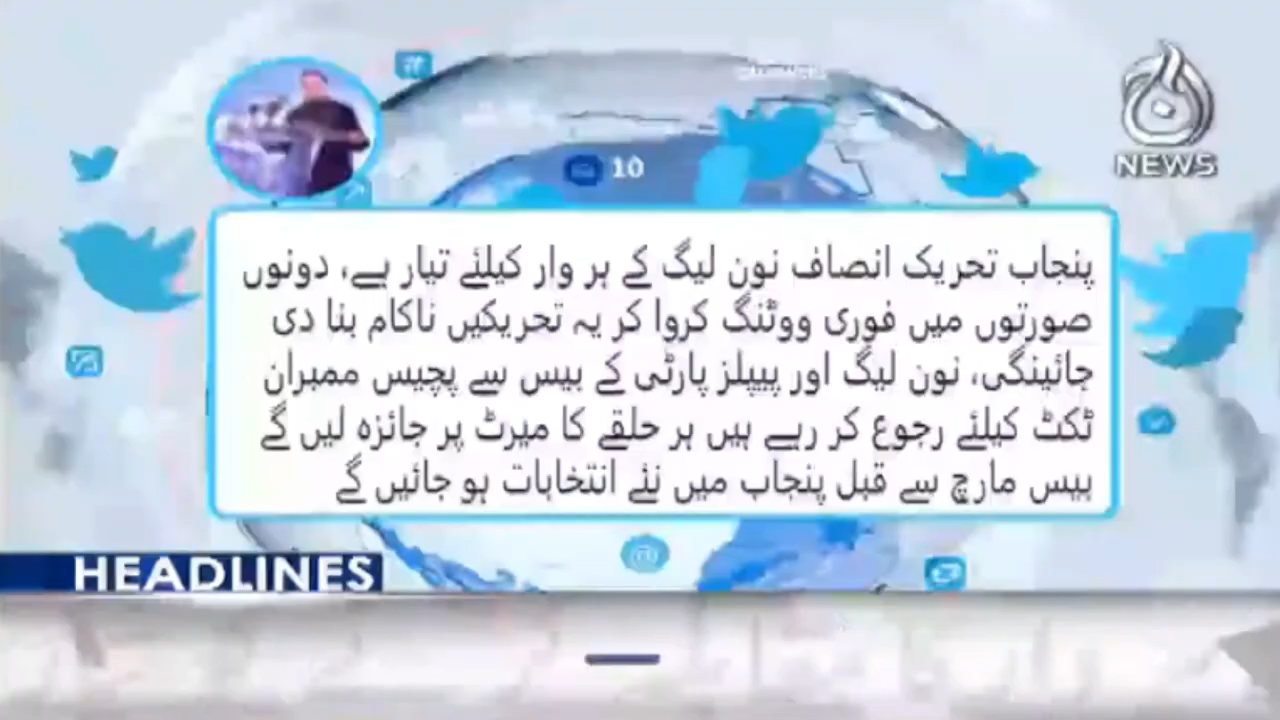 NEWS
10
پنجاب تحریک انصاف نون لیگ کے ہر وار کیلئے تیار ہے، دونوں
صورتوں میں فوری ووٹنگ کروا کر یہ تحریکیں ناکام بنا دی
جائینگی، نون لیگ اور پیپلز پارٹی کے بیس سے پچیس ممبران
ٹکٹ کیلئے رجوع کر رہے ہیں ہر حلقے کا میرٹ پر جائزہ لیں گے
بیس مارچ سے قبل پنجاب میں نئے انتخابات ہو جائیں گے
HEADLINES